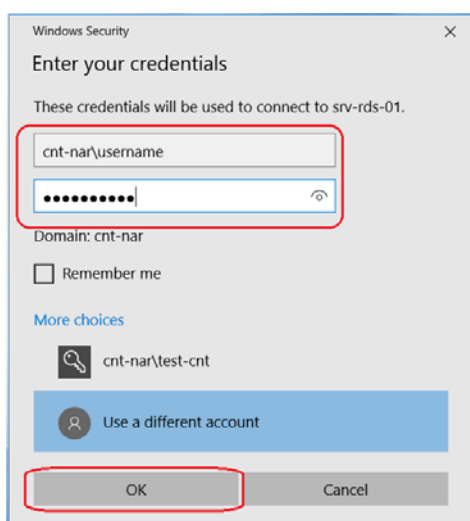 Windows Security
Enter your credentials
These credentials will be used to connect to srv-rds-01.
cnt-nar\username
••••••••••
Domain: cnt-nar
Remember me
More choices
cnt-nar\test-cnt
Use a different account
OK
Cancel